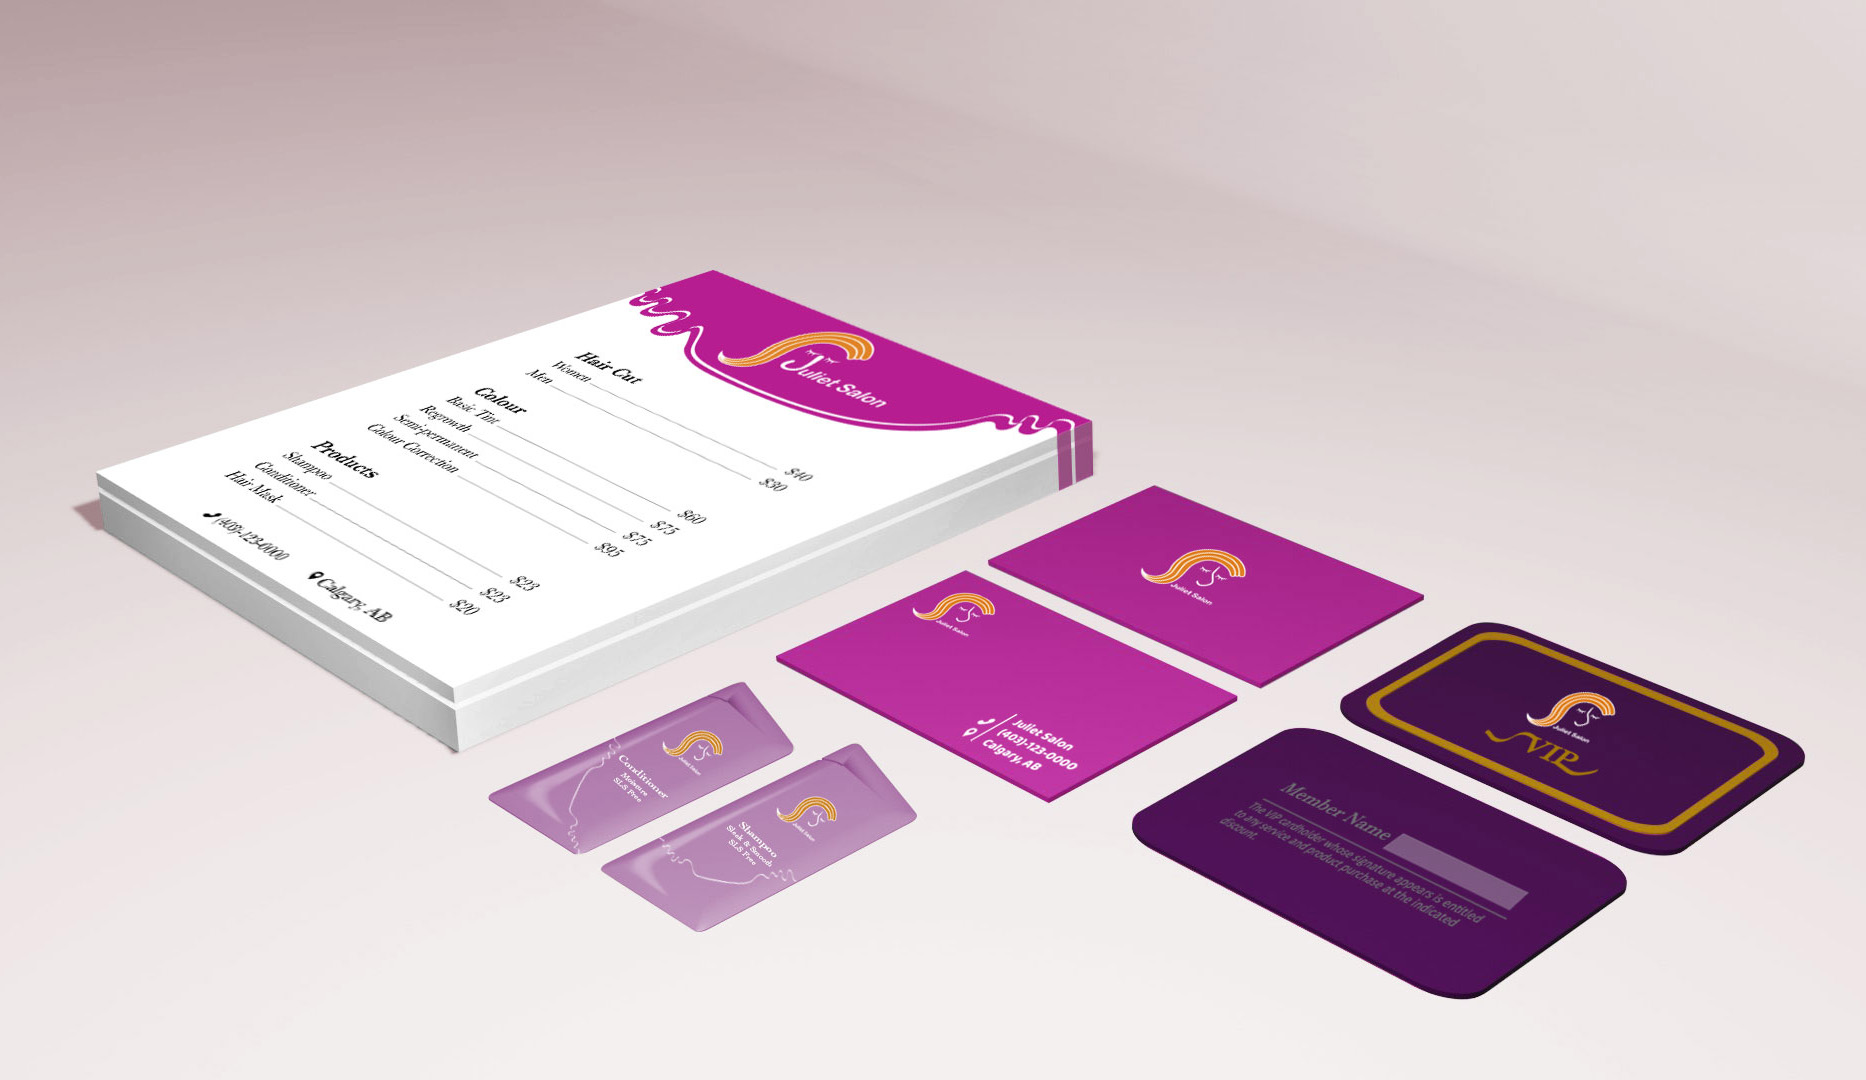 Juliet Salon
Hair Cut
Women $40
Men $30
Colour
Basic Tint $60
Regrowth $75
Semi-permanent $75
Colour Correction $95
Products
Shampoo $23
Conditioner $23
Hair Mask $20
(403)-123-0000
Calgary, AB
Juliet Salon
Juliet Salon
Juliet Salon
(403)-123-0000
Calgary, AB
Juliet Salon
Conditioner
Moisture
SLS Free
Juliet Salon
Shampoo
Sleak & Smooth
SLS Free
Juliet Salon
VIP
Member Name
The VIP cardholder whose signature appears is entitled
to any service and product purchase at the indicated
discount.